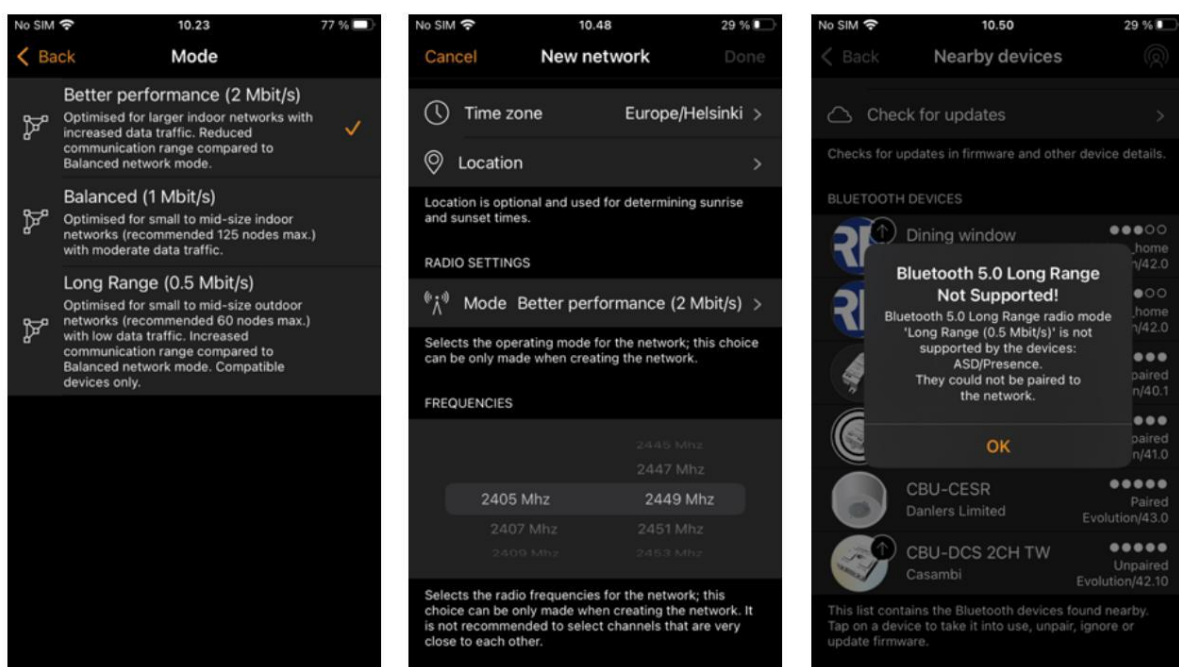 No SIM 10.23 77 %
Back Mode
Better performance (2 Mbit/s)
Optimised for larger indoor networks with
increased data traffic. Reduced
communication range compared to
Balanced network mode.
Balanced (1 Mbit/s)
Optimised for small to mid-size indoor
networks (recommended 125 nodes max.)
with moderate data traffic.
Long Range (0.5 Mbit/s)
Optimised for small to mid-size outdoor
networks (recommended 60 nodes max.)
with low data traffic. Increased
communication range compared to
Balanced network mode. Compatible
devices only.
No SIM 10.48 29 %
Cancel New network Done
Time zone Europe/Helsinki >
Location >
Location is optional and used for determining sunrise
and sunset times.
RADIO SETTINGS
Mode Better performance (2 Mbit/s) >
Selects the operating mode for the network; this choice
can be only made when creating the network.
FREQUENCIES
2445 Mhz
2447 Mhz
2405 Mhz 2449 Mhz
2407 Mhz 2451 Mhz
2409 Mhz 2453 Mhz
Selects the radio frequencies for the network; this
choice can be only made when creating the network. It
is not recommended to select channels that are very
close to each other.
No SIM 10.50 29 %
Back Nearby devices
Check for updates >
Checks for updates in firmware and other device details.
BLUETOOTH DEVICES
Dining window
Bluetooth 5.0 Long Range
Not Supported!
Bluetooth 5.0 Long Range radio mode
'Long Range (0.5 Mbit/s)' is not
supported by the devices:
ASD/Presence.
They could not be paired to
the network.
OK
CBU-CESR
Danlers Limited Paired
Evolution/43.0
CBU-DCS 2CH TW
Casambi Unpaired
Evolution/42.10
This list contains the Bluetooth devices found nearby.
Tap on a device to take it into use, unpair, ignore or
update firmware.